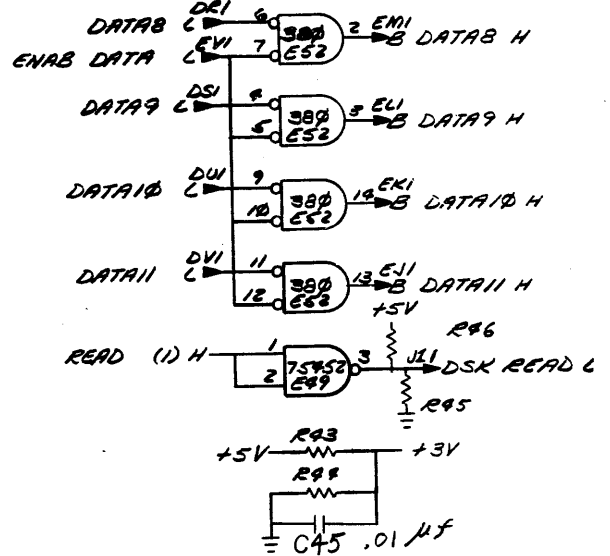 DR1
DATA8 L 6 380 2 EM1 B DATA8 H
EV1
ENAB DATA L 7 E52
DS1
DATA9 L 4 380 3 EL1 B DATA9 H
5 E52
DU1
DATA10 L 9 380 14 EK1 B DATA10 H
10 E52
DV1
DATA11 L 11 380 13 EJ1 B DATA11 H
12 E52
+5V
R46
READ (1) H 1 75452 3 J11 DSK READ L
2 E49
R45
R43
+5V +3V
R44
C45 .01 µf